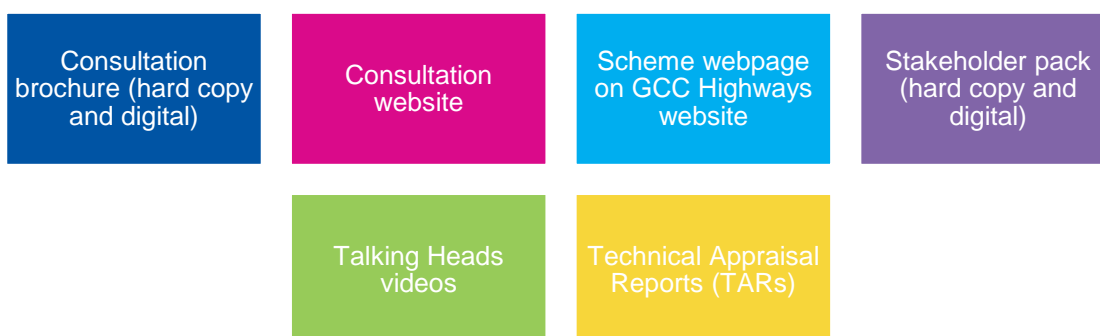 Consultation
brochure (hard copy
and digital)
Consultation
website
Scheme webpage
on GCC Highways
website
Stakeholder pack
(hard copy and
digital)
Talking Heads
videos
Technical Appraisal
Reports (TARs)